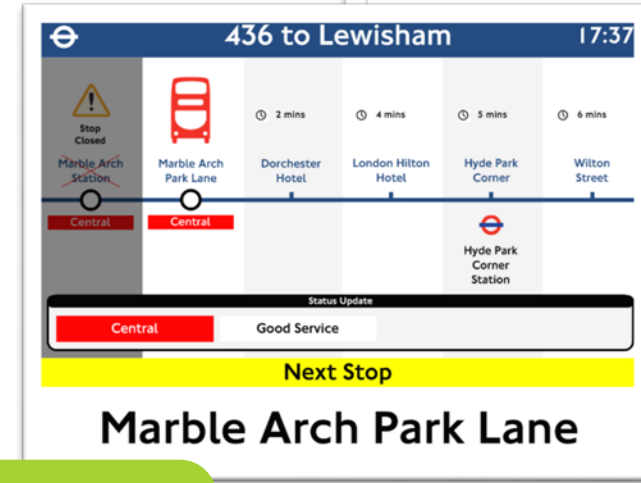 436 to Lewisham 17:37
Stop
Closed
2 mins
4 mins
5 mins
6 mins
Marble Arch
Station
Marble Arch
Park Lane
Dorchester
Hotel
London Hilton
Hotel
Hyde Park
Corner
Wilton
Street
Central
Central
Hyde Park
Corner
Station
Status Update
Central Good Service
Next Stop
Marble Arch Park Lane